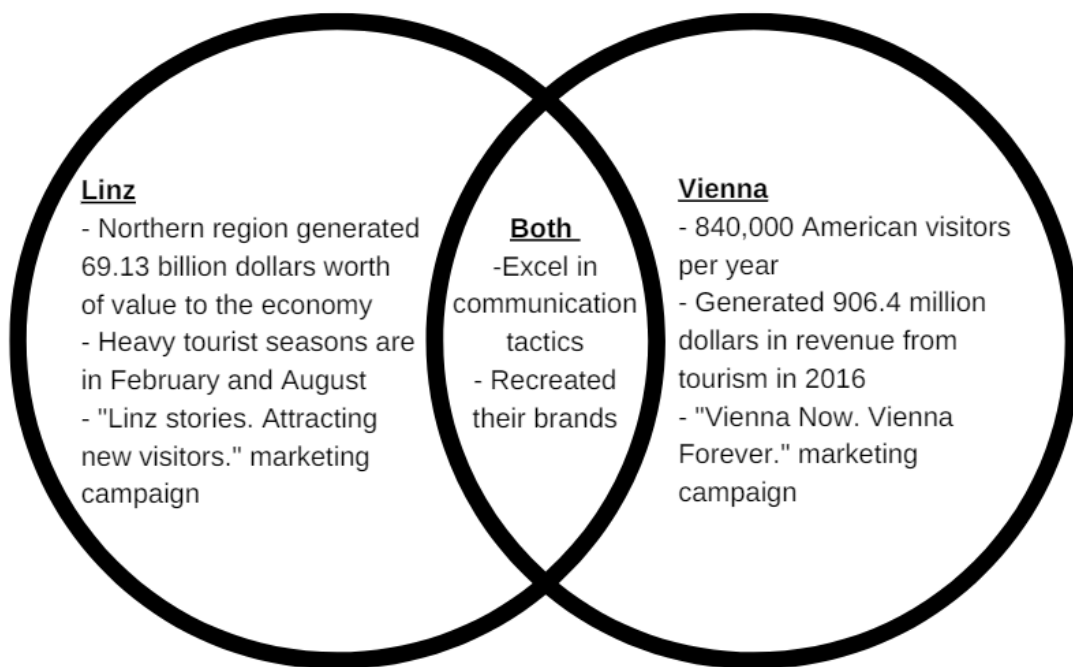 Linz
- Northern region generated
69.13 billion dollars worth
of value to the economy
- Heavy tourist seasons are
in February and August
- "Linz stories. Attracting
new visitors." marketing
campaign
Both
-Excel in
communication
tactics
- Recreated
their brands
Vienna
- 840,000 American visitors
per year
- Generated 906.4 million
dollars in revenue from
tourism in 2016
- "Vienna Now. Vienna
Forever." marketing
campaign